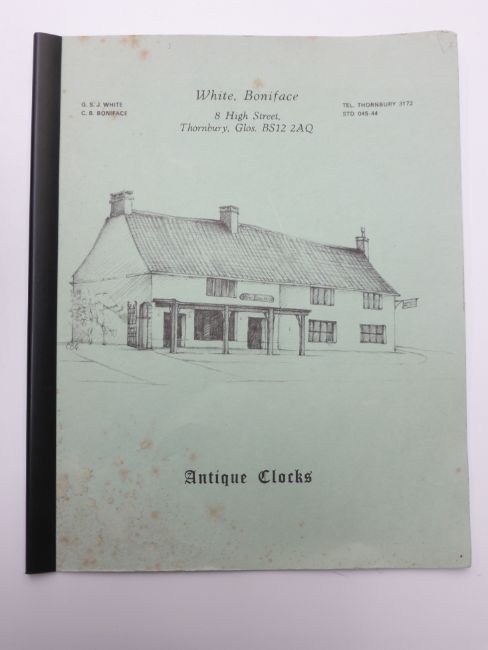 White, Boniface
G. S. J. WHITE
C. B. BONIFACE
8 High Street,
Thornbury, Glos. BS12 2AQ
TEL. THORNBURY 3172
STD 045-44
Antique Clocks